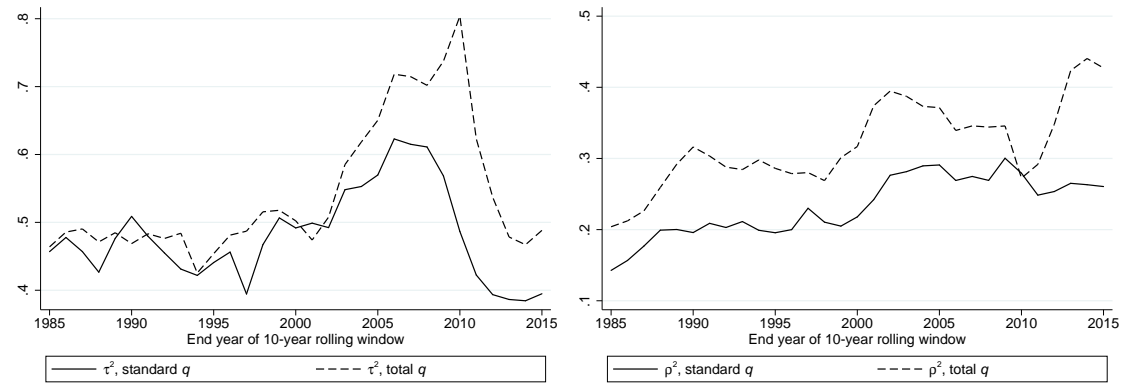 .8
.7
.6
.5
.4
1985 1990 1995 2000 2005 2010 2015
End year of 10-year rolling window
τ², standard q τ², total q
.5
.4
.3
.2
.1
1985 1990 1995 2000 2005 2010 2015
End year of 10-year rolling window
ρ², standard q ρ², total q